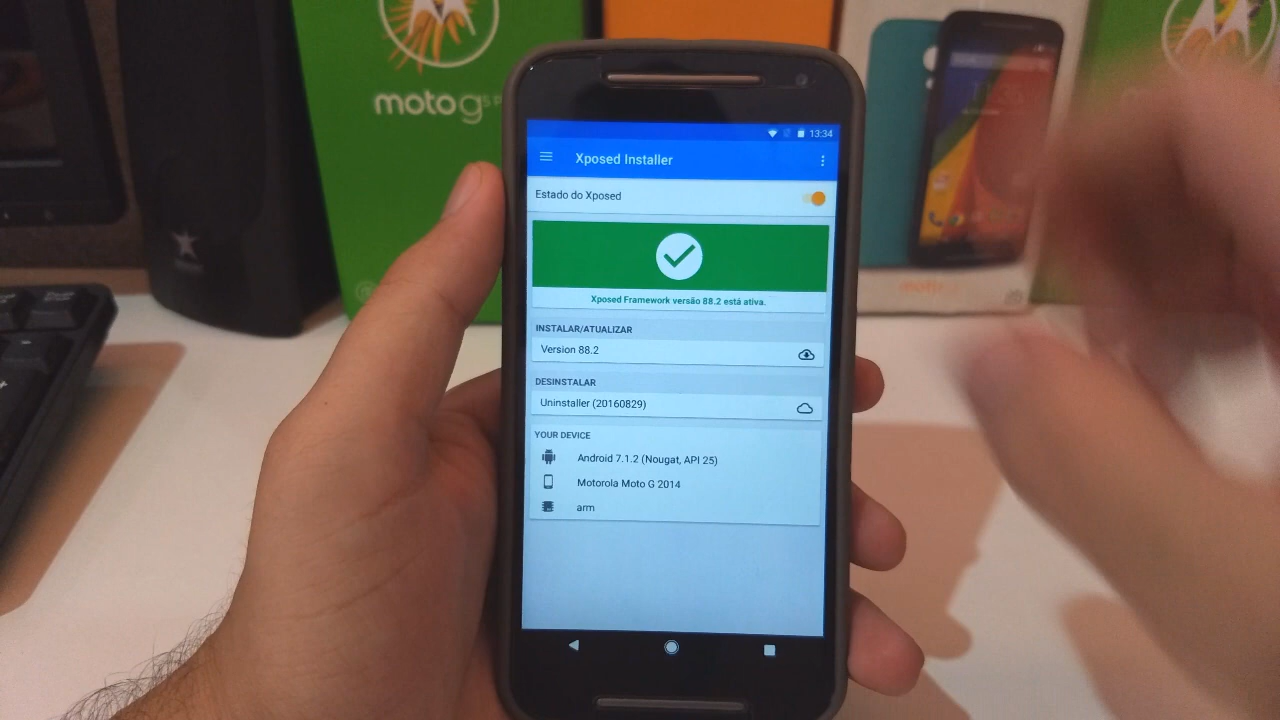 moto g5
13:34
Xposed Installer
Estado do Xposed
Xposed Framework versão 88.2 está ativa.
INSTALAR/ATUALIZAR
Version 88.2
DESINSTALAR
Uninstaller (20160829)
YOUR DEVICE
Android 7.1.2 (Nougat, API 25)
Motorola Moto G 2014
arm